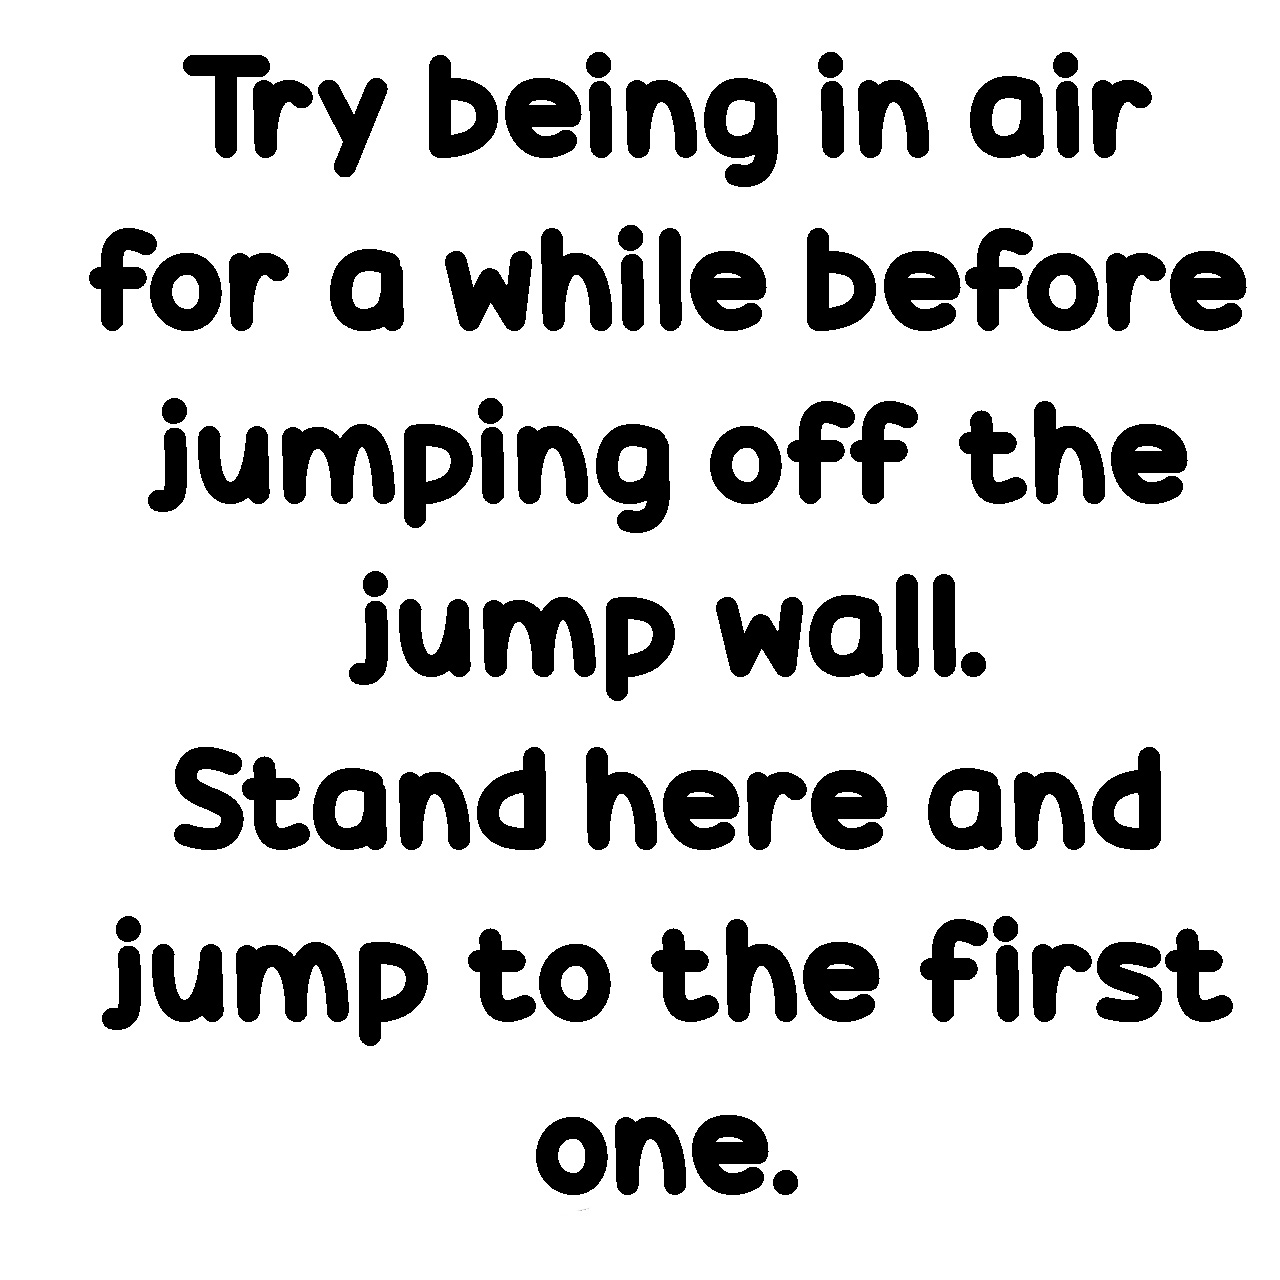 Try being in air
for a while before
jumping off the
jump wall.
Stand here and
jump to the first
one.